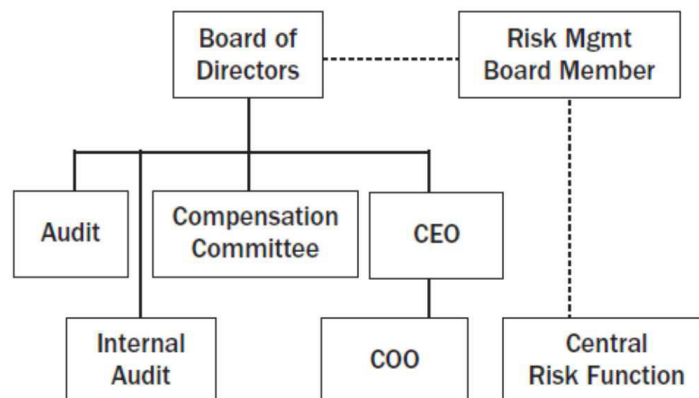 Board of
Directors
Risk Mgmt
Board Member
Audit
Compensation
Committee
CEO
Internal
Audit
COO
Central
Risk Function